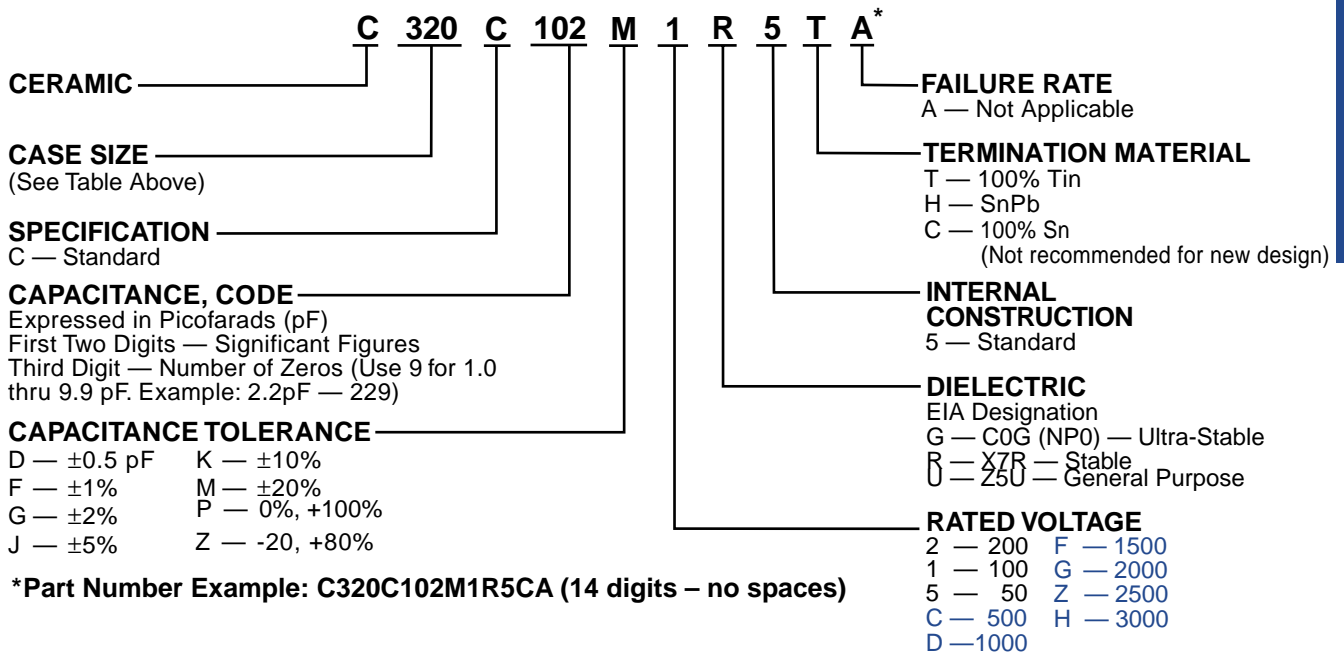 C 320 C 102 M 1 R 5 T A*
CERAMIC
CASE SIZE
(See Table Above)
SPECIFICATION
C — Standard
CAPACITANCE, CODE
Expressed in Picofarads (pF)
First Two Digits — Significant Figures
Third Digit — Number of Zeros (Use 9 for 1.0
thru 9.9 pF. Example: 2.2pF — 229)
CAPACITANCE TOLERANCE
D — ±0.5 pF K — ±10%
F — ±1% M — ±20%
G — ±2% P — 0%, +100%
J — ±5% Z — -20, +80%
*Part Number Example: C320C102M1R5CA (14 digits – no spaces)
FAILURE RATE
A — Not Applicable
TERMINATION MATERIAL
T — 100% Tin
H — SnPb
C — 100% Sn
(Not recommended for new design)
INTERNAL
CONSTRUCTION
5 — Standard
DIELECTRIC
EIA Designation
G — C0G (NP0) — Ultra-Stable
R — X7R — Stable
U — Z5U — General Purpose
RATED VOLTAGE
2 — 200 F — 1500
1 — 100 G — 2000
5 — 50 Z — 2500
C — 500 H — 3000
D —1000